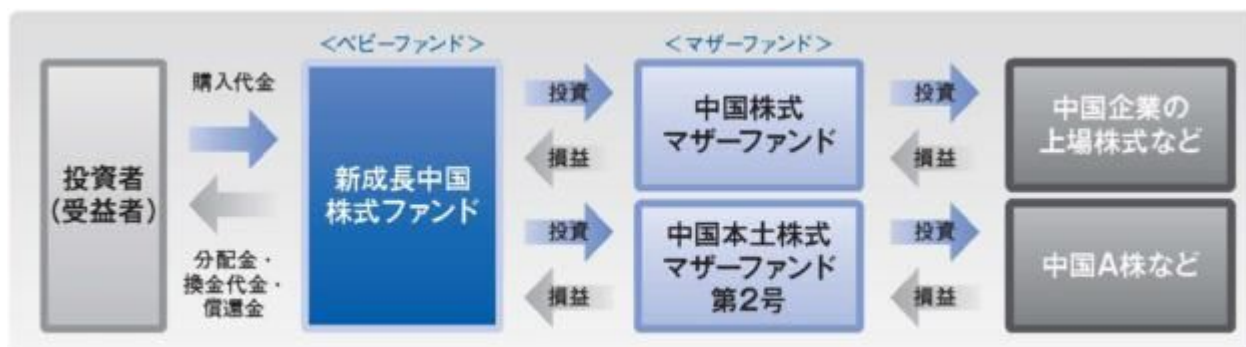 <ベビーファンド>
<マザーファンド>
投資者
(受益者)
購入代金
分配金・
換金代金・
償還金
新成長中国
株式ファンド
投資
損益
中国株式
マザーファンド
投資
損益
中国企業の
上場株式など
投資
損益
中国本土株式
マザーファンド
第2号
投資
損益
中国A株など